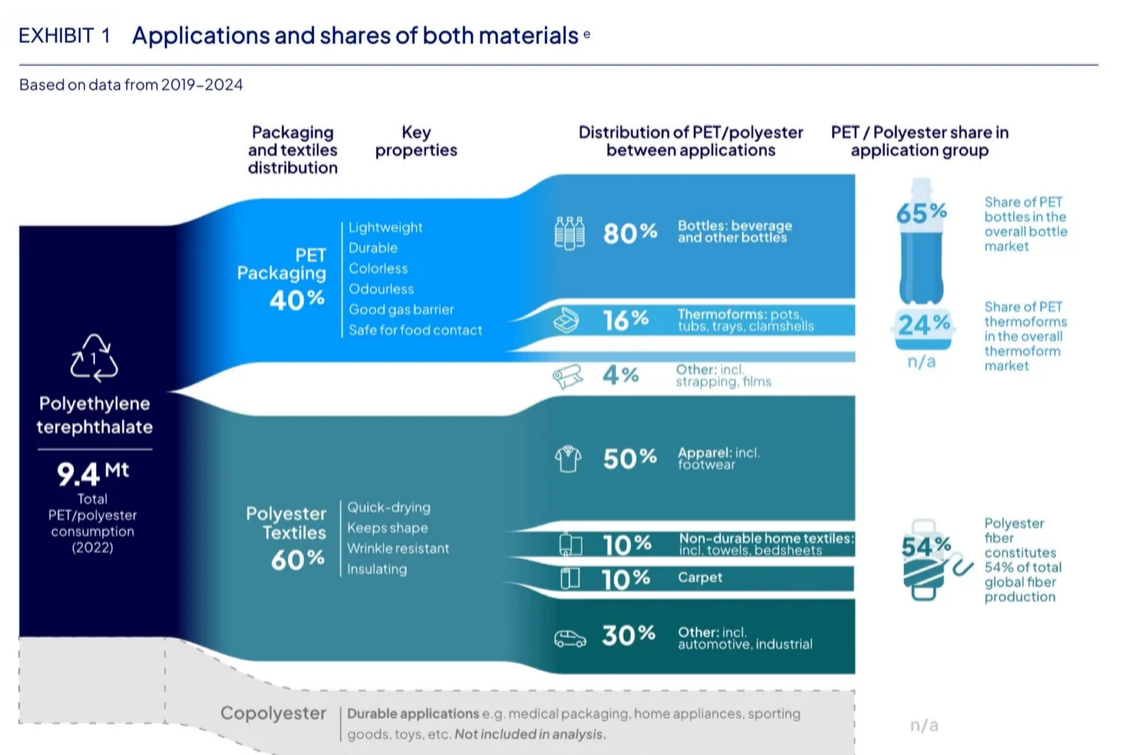 EXHIBIT 1 Applications and shares of both materials e
Based on data from 2019–2024
Packaging
and textiles
distribution
Key
properties
Distribution of PET/polyester
between applications
PET / Polyester share in
application group
1
Polyethylene
terephthalate
9.4 Mt
Total
PET/polyester
consumption
(2022)
PET
Packaging
40%
Lightweight
Durable
Colorless
Odourless
Good gas barrier
Safe for food contact
80%
Bottles: beverage
and other bottles
16%
Thermoforms: pots,
tubs, trays, clamshells
4%
Other: incl.
strapping, films
65%
Share of PET
bottles in the
overall bottle
market
24%
n/a
Share of PET
thermoforms
in the overall
thermoform
market
Polyester
Textiles
60%
Quick-drying
Keeps shape
Wrinkle resistant
Insulating
50%
Apparel: incl.
footwear
10%
Non-durable home textiles:
incl. towels, bedsheets
10%
Carpet
30%
Other: incl.
automotive, industrial
54%
Polyester
fiber
constitutes
54% of total
global fiber
production
Copolyester
Durable applications e.g. medical packaging, home appliances, sporting
goods, toys, etc. Not included in analysis.
n/a